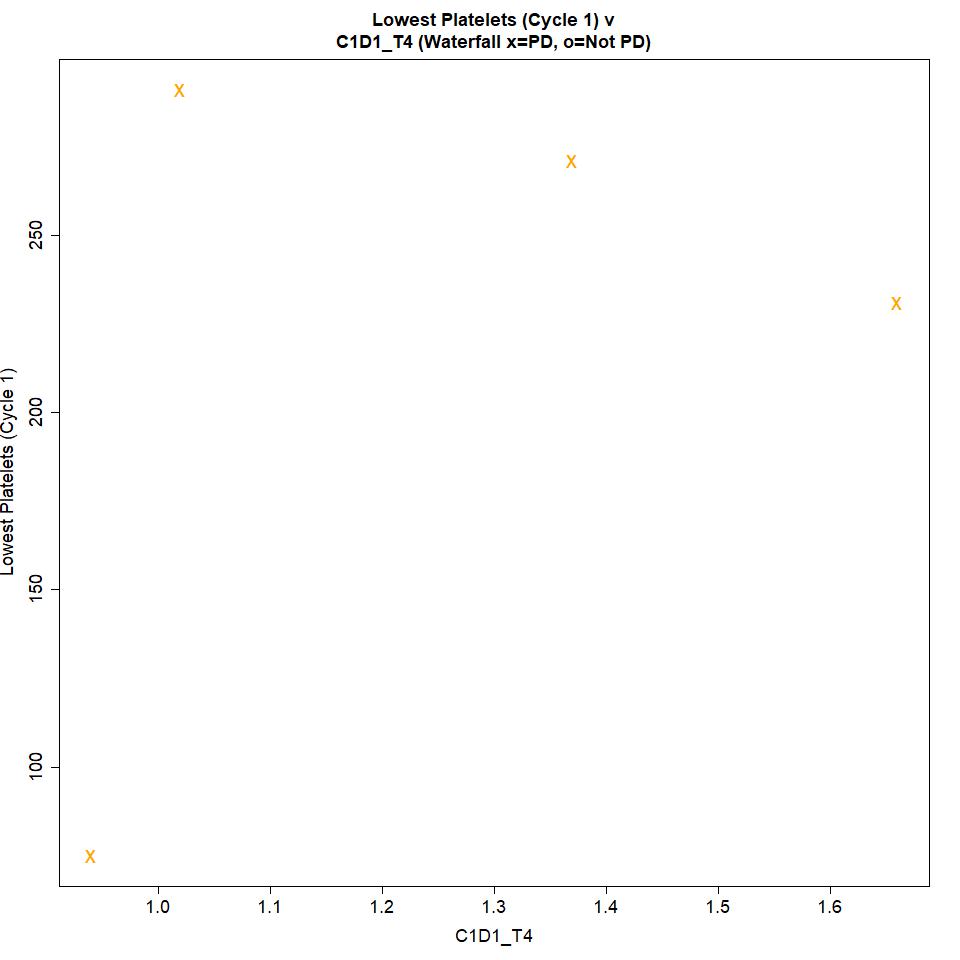 Lowest Platelets (Cycle 1) v
C1D1_T4 (Waterfall x=PD, o=Not PD)
X
X
250
X
Lowest Platelets (Cycle 1)
200
150
100
X
1.0 1.1 1.2 1.3 1.4 1.5 1.6
C1D1_T4